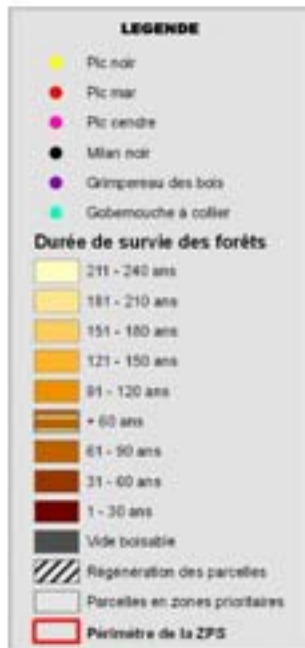 LEGENDE
Pic noir
Pic mar
Pic cendre
Milan noir
Grimpereau des bois
Gobemouche à collier
Durée de survie des forêts
211 - 240 ans
181 - 210 ans
151 - 180 ans
121 - 150 ans
91 - 120 ans
+ 60 ans
61 - 90 ans
31 - 60 ans
1 - 30 ans
Vide boisable
Régénération des parcelles
Parcelles en zones prioritaires
Périmètre de la ZPS